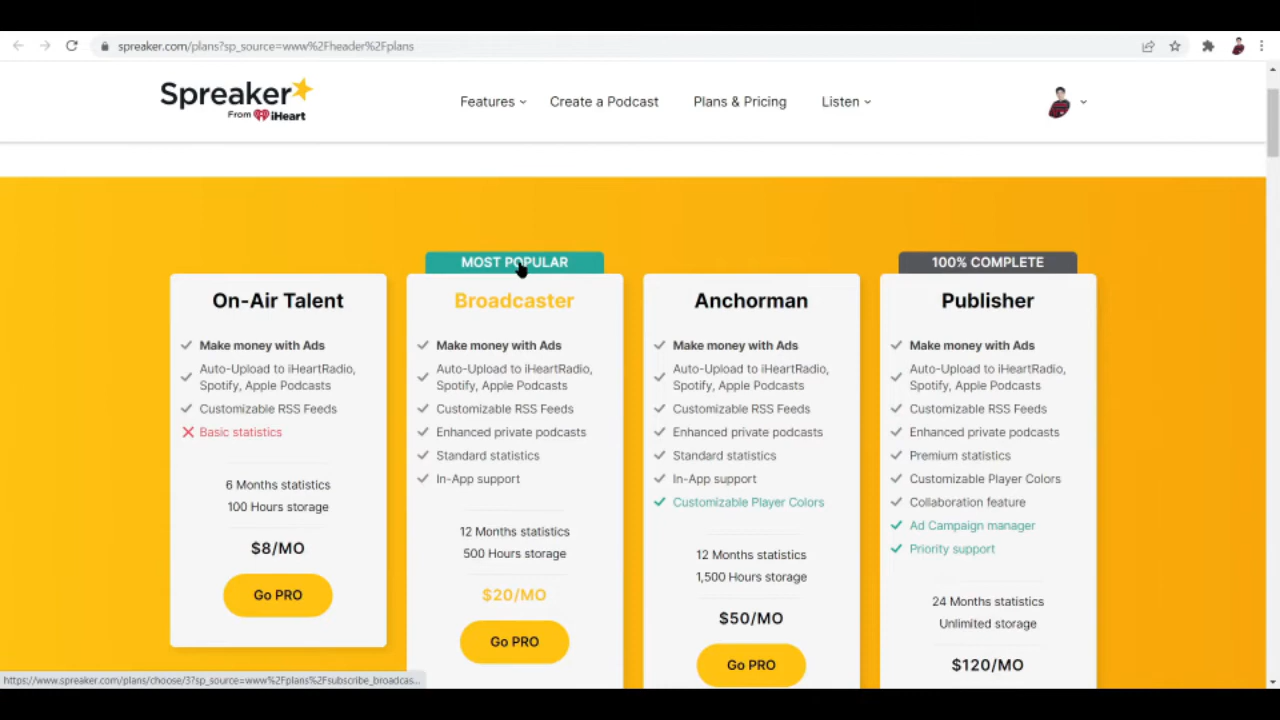 spreaker.com/plans?sp_source=www%2Fheader%2Fplans
Spreaker
From iHeart
Features
Create a Podcast
Plans & Pricing
Listen
On-Air Talent
Make money with Ads
Auto-Upload to iHeartRadio,
Spotify, Apple Podcasts
Customizable RSS Feeds
Basic statistics
6 Months statistics
100 Hours storage
$8/MO
Go PRO
MOST POPULAR
Broadcaster
Make money with Ads
Auto-Upload to iHeartRadio,
Spotify, Apple Podcasts
Customizable RSS Feeds
Enhanced private podcasts
Standard statistics
In-App support
12 Months statistics
500 Hours storage
$20/MO
Go PRO
Anchorman
Make money with Ads
Auto-Upload to iHeartRadio,
Spotify, Apple Podcasts
Customizable RSS Feeds
Enhanced private podcasts
Standard statistics
In-App support
Customizable Player Colors
12 Months statistics
1,500 Hours storage
$50/MO
Go PRO
100% COMPLETE
Publisher
Make money with Ads
Auto-Upload to iHeartRadio,
Spotify, Apple Podcasts
Customizable RSS Feeds
Enhanced private podcasts
Premium statistics
Customizable Player Colors
Collaboration feature
Ad Campaign manager
Priority support
24 Months statistics
Unlimited storage
$120/MO
https://www.spreaker.com/plans/choose/3?sp_source=www%2Fplans%2Fsubscribe_broadcas...